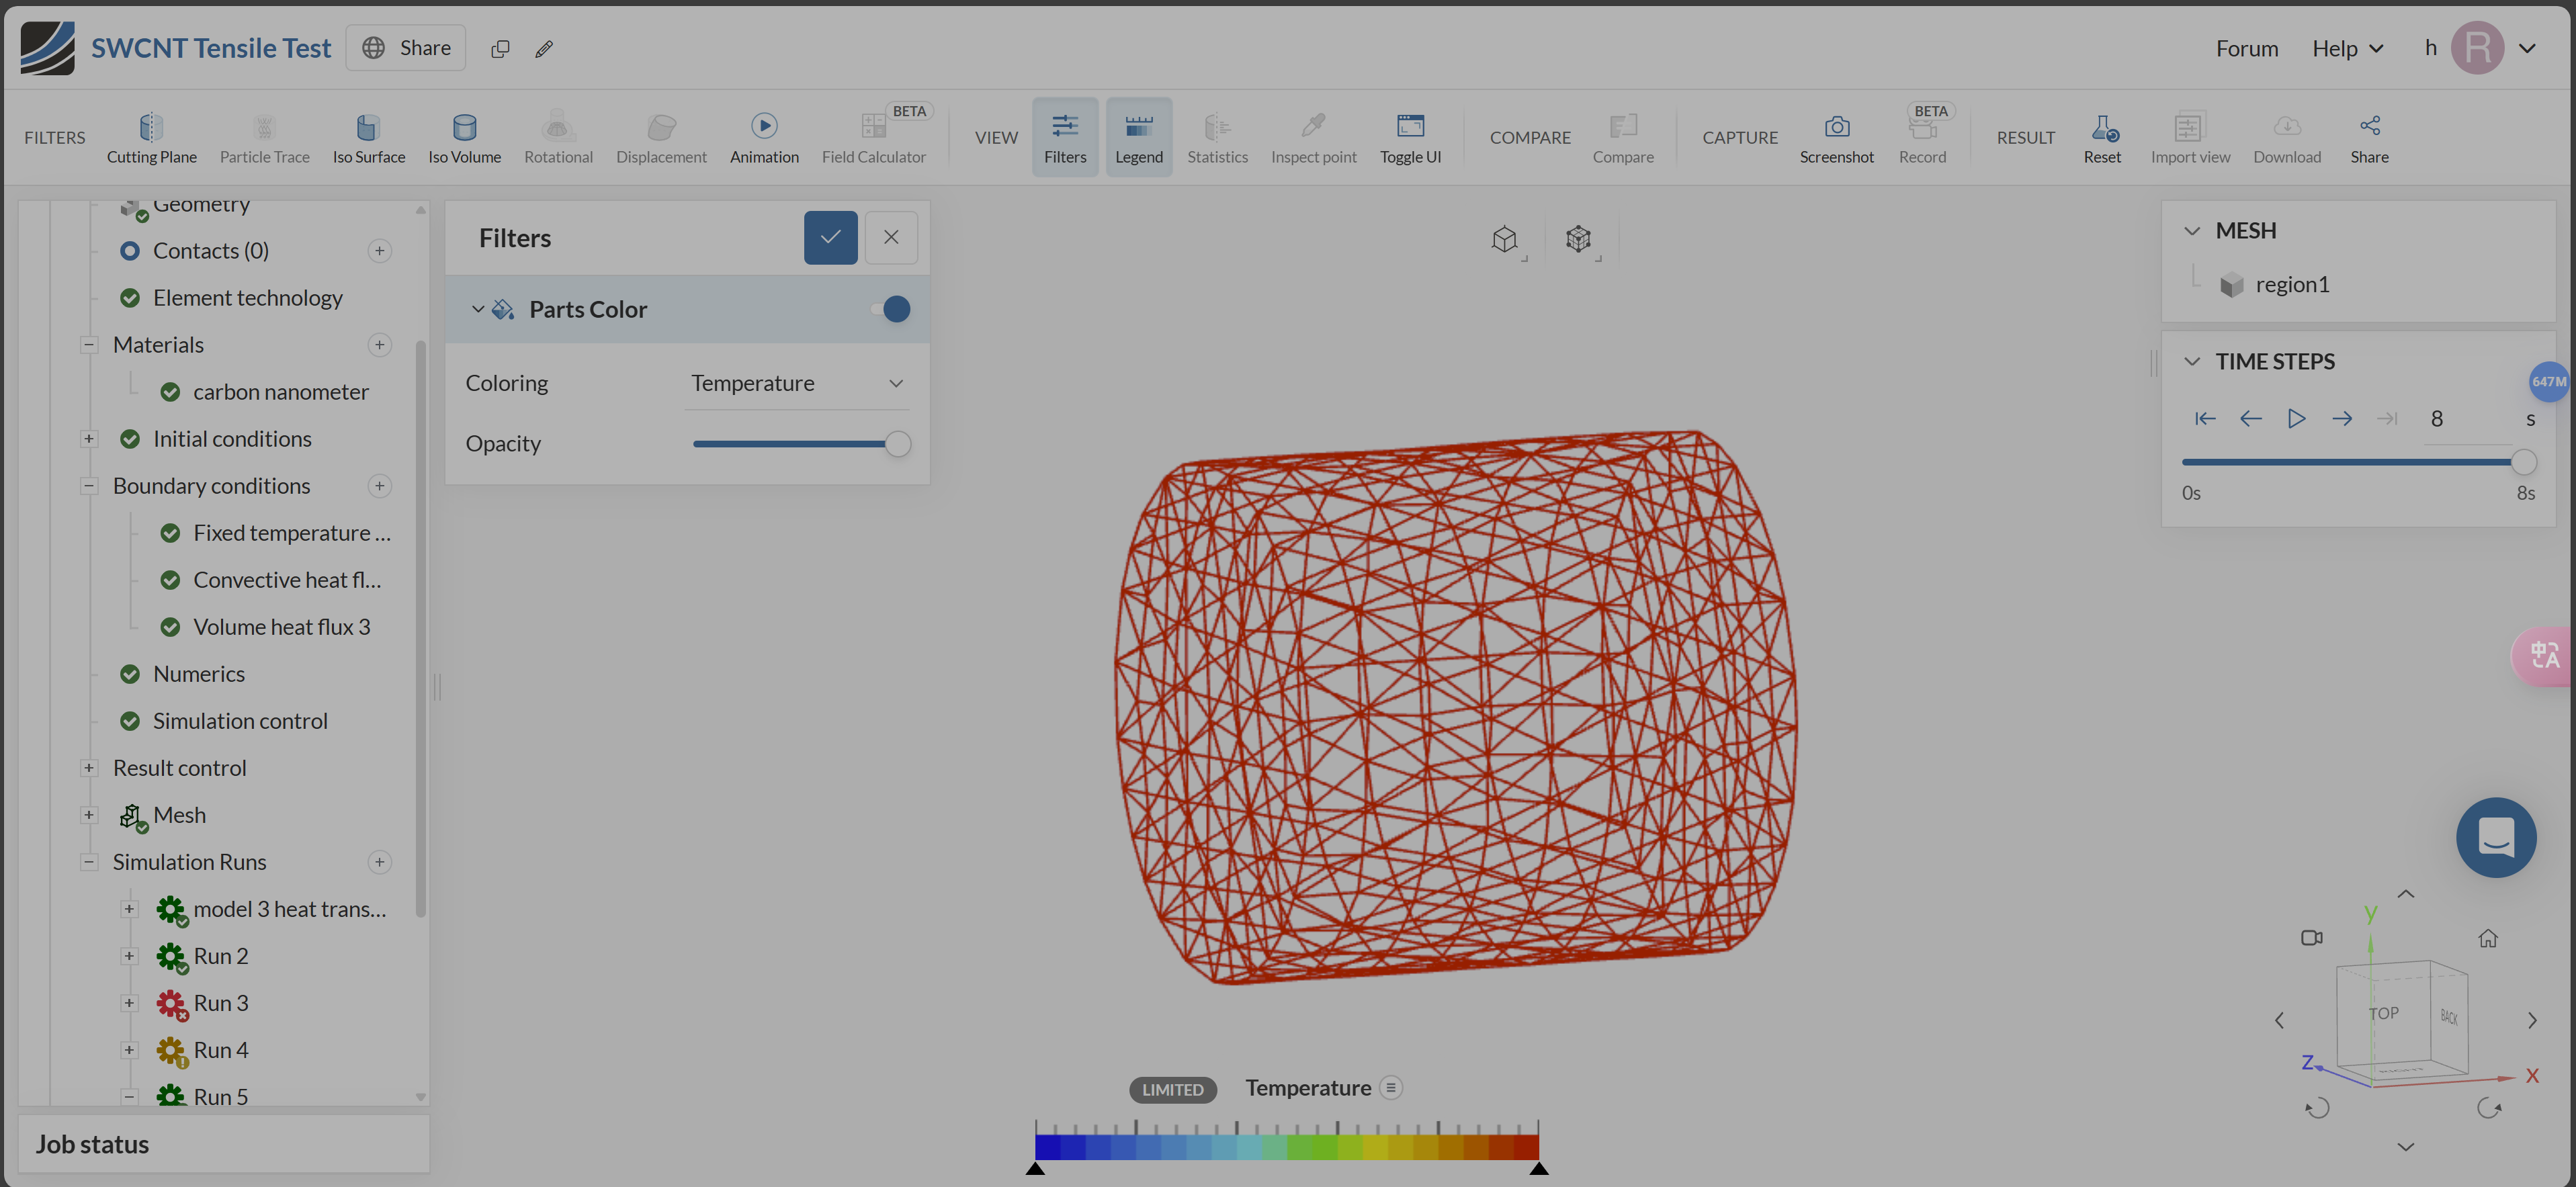 SWCNT Tensile Test
Share
Forum
Help
h
R
FILTERS
Cutting Plane
Particle Trace
Iso Surface
Iso Volume
Rotational
Displacement
Animation
BETA
Field Calculator
VIEW
Filters
Legend
Statistics
Inspect point
Toggle UI
COMPARE
Compare
CAPTURE
Screenshot
BETA
Record
RESULT
Reset
Import view
Download
Share
Geometry
Contacts (0)
Element technology
Materials
carbon nanometer
Initial conditions
Boundary conditions
Fixed temperature ...
Convective heat fl...
Volume heat flux 3
Numerics
Simulation control
Result control
Mesh
Simulation Runs
model 3 heat trans...
Run 2
Run 3
Run 4
Run 5
Job status
Filters
Parts Color
Coloring
Temperature
Opacity
MESH
region1
TIME STEPS
647M
8
s
0s
8s
中
A
LIMITED
Temperature
y
TOP
BACK
RIGHT
z
x